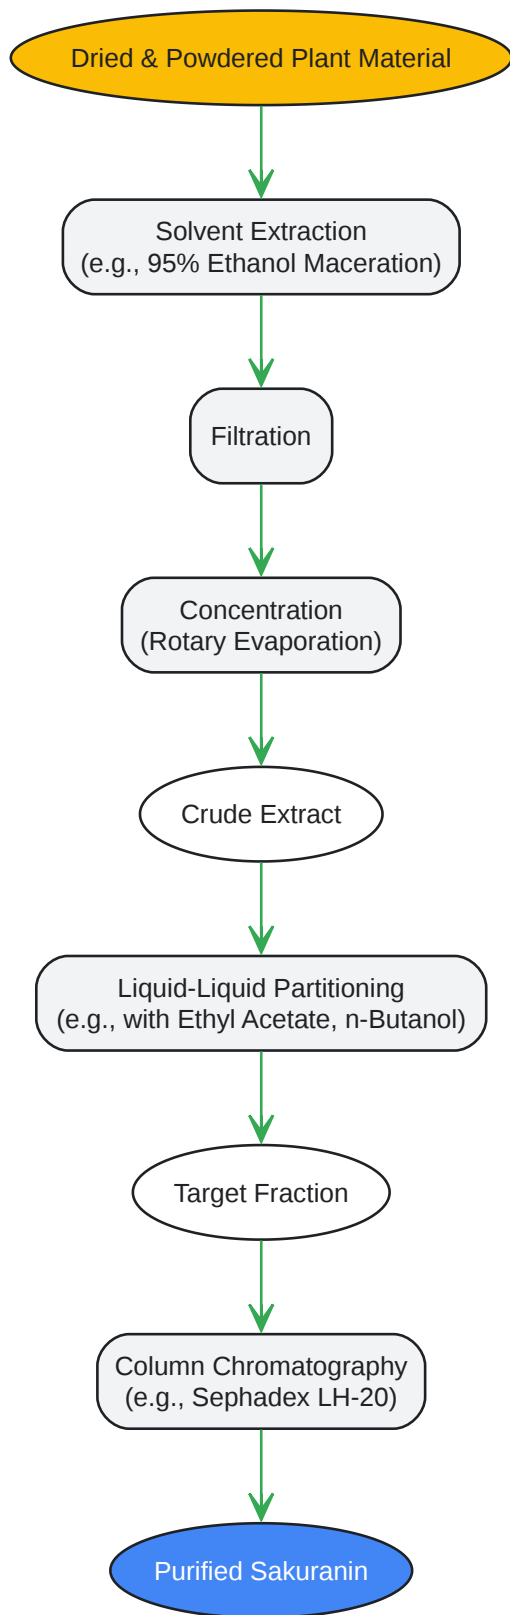 Dried & Powdered Plant Material
Solvent Extraction
(e.g., 95% Ethanol Maceration)
Filtration
Concentration
(Rotary Evaporation)
Crude Extract
Liquid-Liquid Partitioning
(e.g., with Ethyl Acetate, n-Butanol)
Target Fraction
Column Chromatography
(e.g., Sephadex LH-20)
Purified Sakuranin